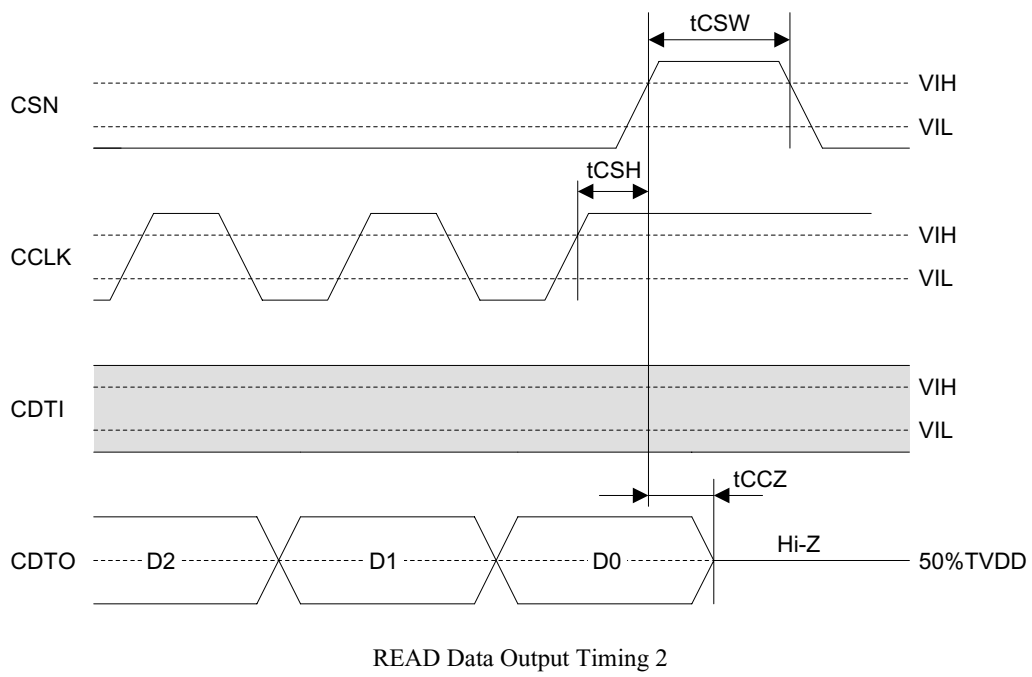 tCSW
CSN
VIH
VIL
tCSH
CCLK
VIH
VIL
CDTI
VIH
VIL
tCCZ
CDTO
D2
D1
D0
Hi-Z
50%TVDD
READ Data Output Timing 2